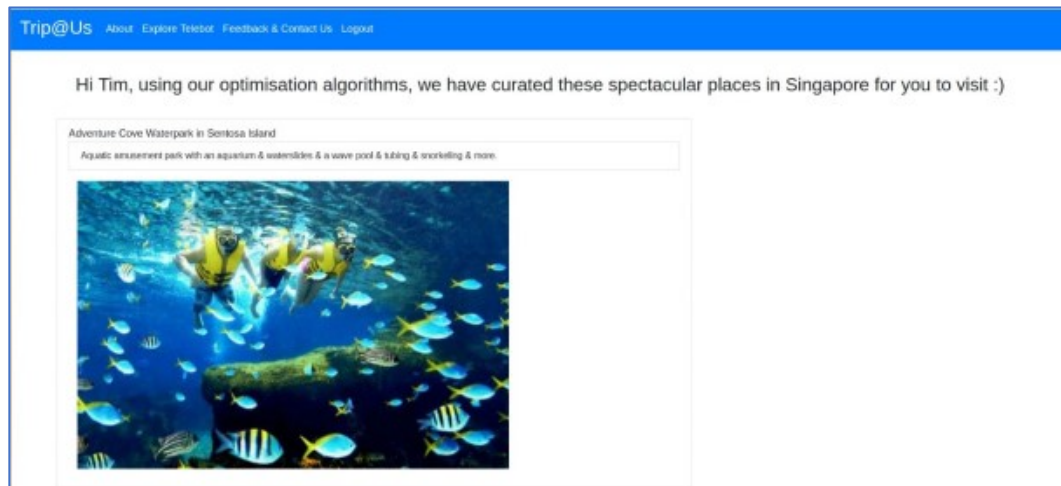 Trip@Us About Explore Telebot Feedback & Contact Us Logout
Hi Tim, using our optimisation algorithms, we have curated these spectacular places in Singapore for you to visit :)
Adventure Cove Waterpark in Sentosa Island
Aquatic amusement park with an aquarium & waterslides & a wave pool & tubing & snorkeling & more.